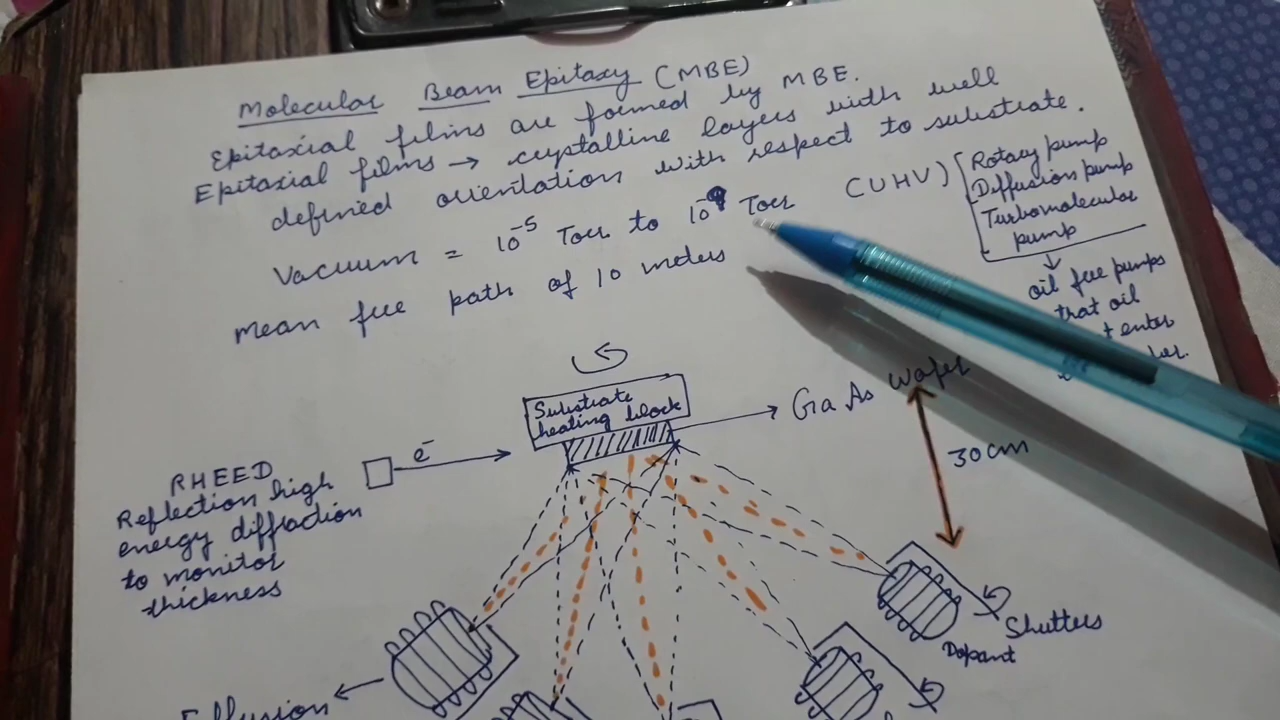 Molecular Beam Epitaxy (MBE)
Epitaxial films are formed by MBE.
Epitaxial films → crystalline layers with well
defined orientation with respect to substrate.
Vacuum = 10⁻⁵ Torr to 10⁻⁹ Torr (UHV)
Rotary pump
Diffusion pump
Turbomolecular
pump
mean free path of 10 meters
oil free pumps
that oil
enter
Substrate
heating block
GaAs wafer
30cm
e⁻
RHEED
Reflection high
energy diffraction
to monitor
thickness
Shutters
Dopant
Effusion